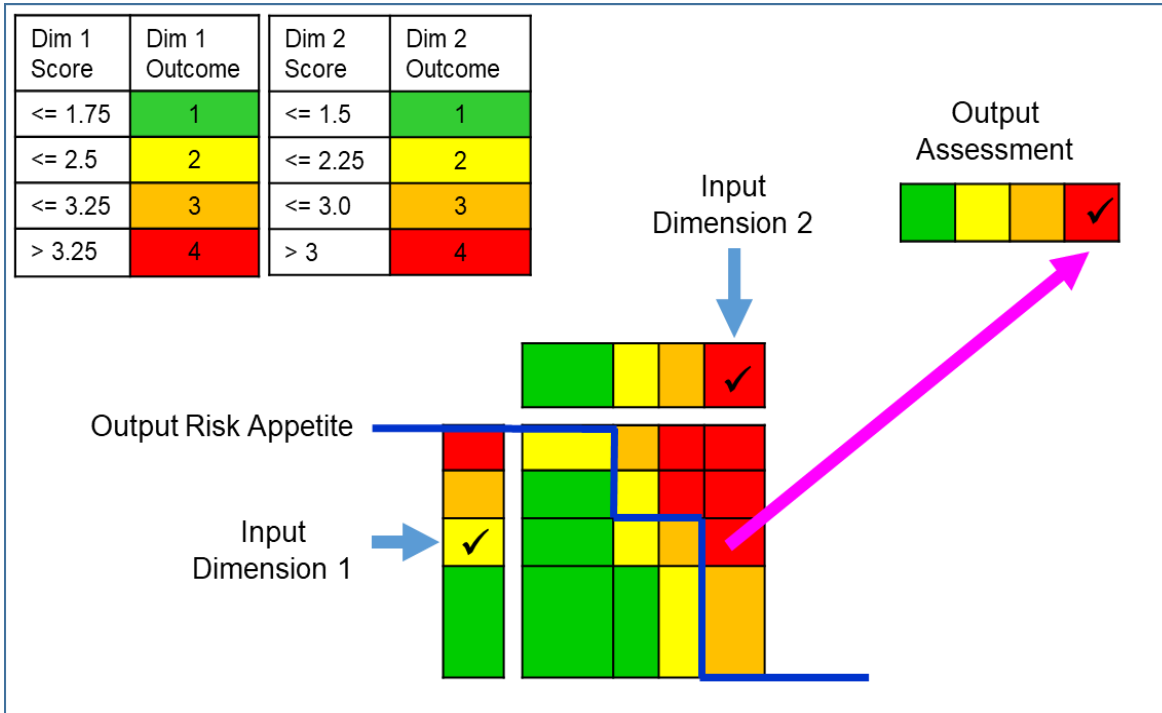 Dim 1 Score Dim 1 Outcome Dim 2 Score Dim 2 Outcome
<= 1.75 1 <= 1.5 1
<= 2.5 2 <= 2.25 2
<= 3.25 3 <= 3.0 3
> 3.25 4 > 3 4
Output
Assessment
✓
Input
Dimension 2
✓
Output Risk Appetite
Input
Dimension 1
✓